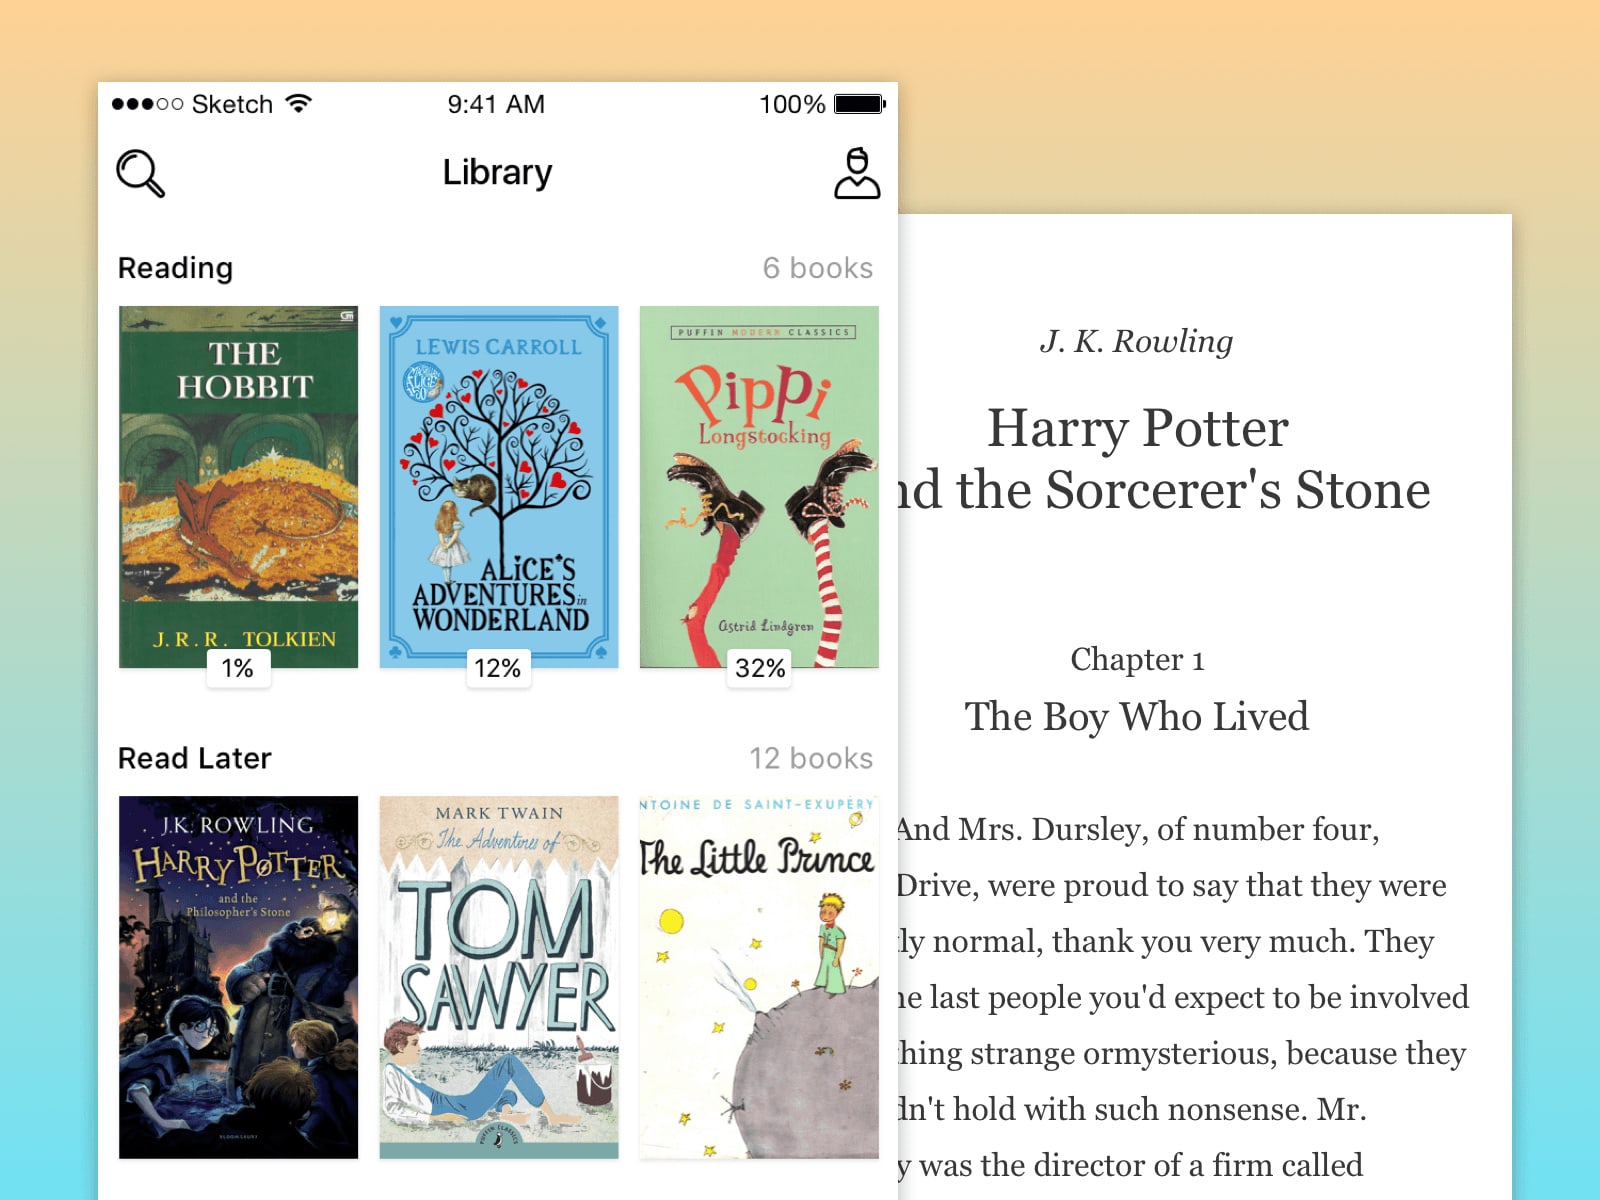 Sketch 9:41 AM 100%
Library
Reading 6 books
THE
HOBBIT
J. R. R. TOLKIEN
1%
LEWIS CARROLL
ALICE'S
ADVENTURES in
WONDERLAND
12%
PUFFIN MODERN CLASSICS
Pippi
Longstocking
Astrid Lindgren
32%
Read Later 12 books
J.K. ROWLING
HARRY POTTER
and the
Philosopher's Stone
BLOOMSBURY
MARK TWAIN
The Adventures of
TOM
SAWYER
PUFFIN CLASSICS
NTOINE DE SAINT-EXUPÉRY
The Little Prince
J. K. Rowling
Harry Potter
nd the Sorcerer's Stone
Chapter 1
The Boy Who Lived
And Mrs. Dursley, of number four,
Drive, were proud to say that they were
ly normal, thank you very much. They
he last people you'd expect to be involved
hing strange ormysterious, because they
dn't hold with such nonsense. Mr.
y was the director of a firm called